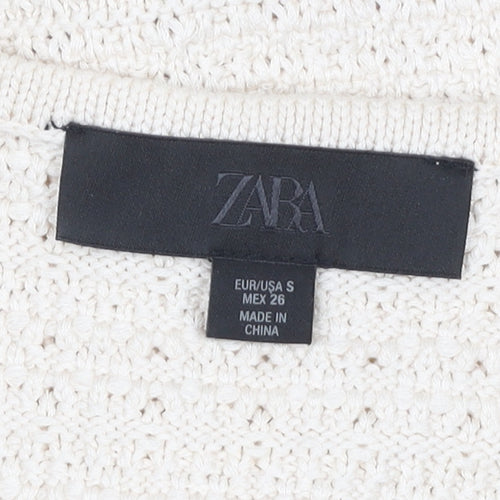 ZARA
EUR/USA S
MEX 26
MADE IN
CHINA